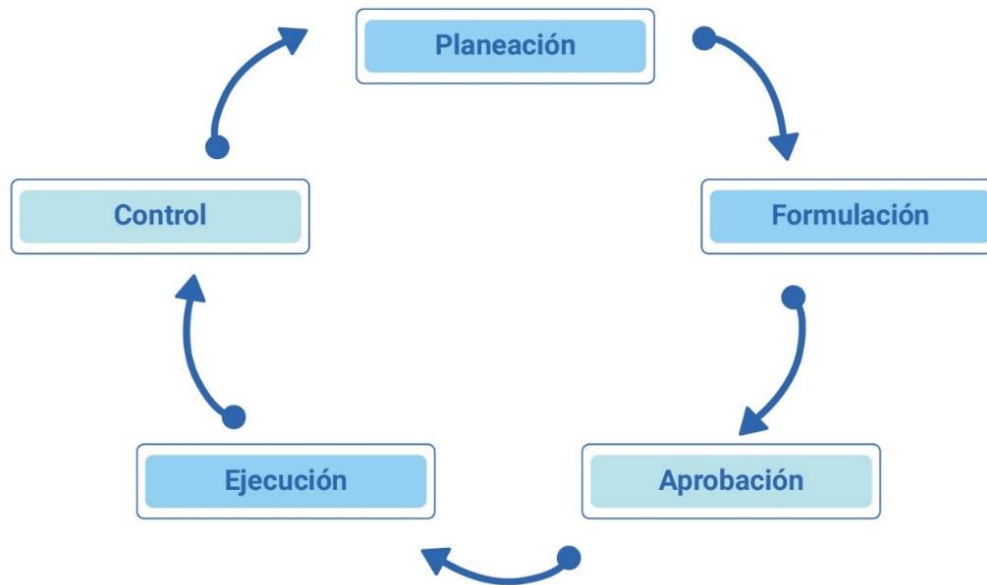 Planeación
Control
Formulación
Ejecución
Aprobación